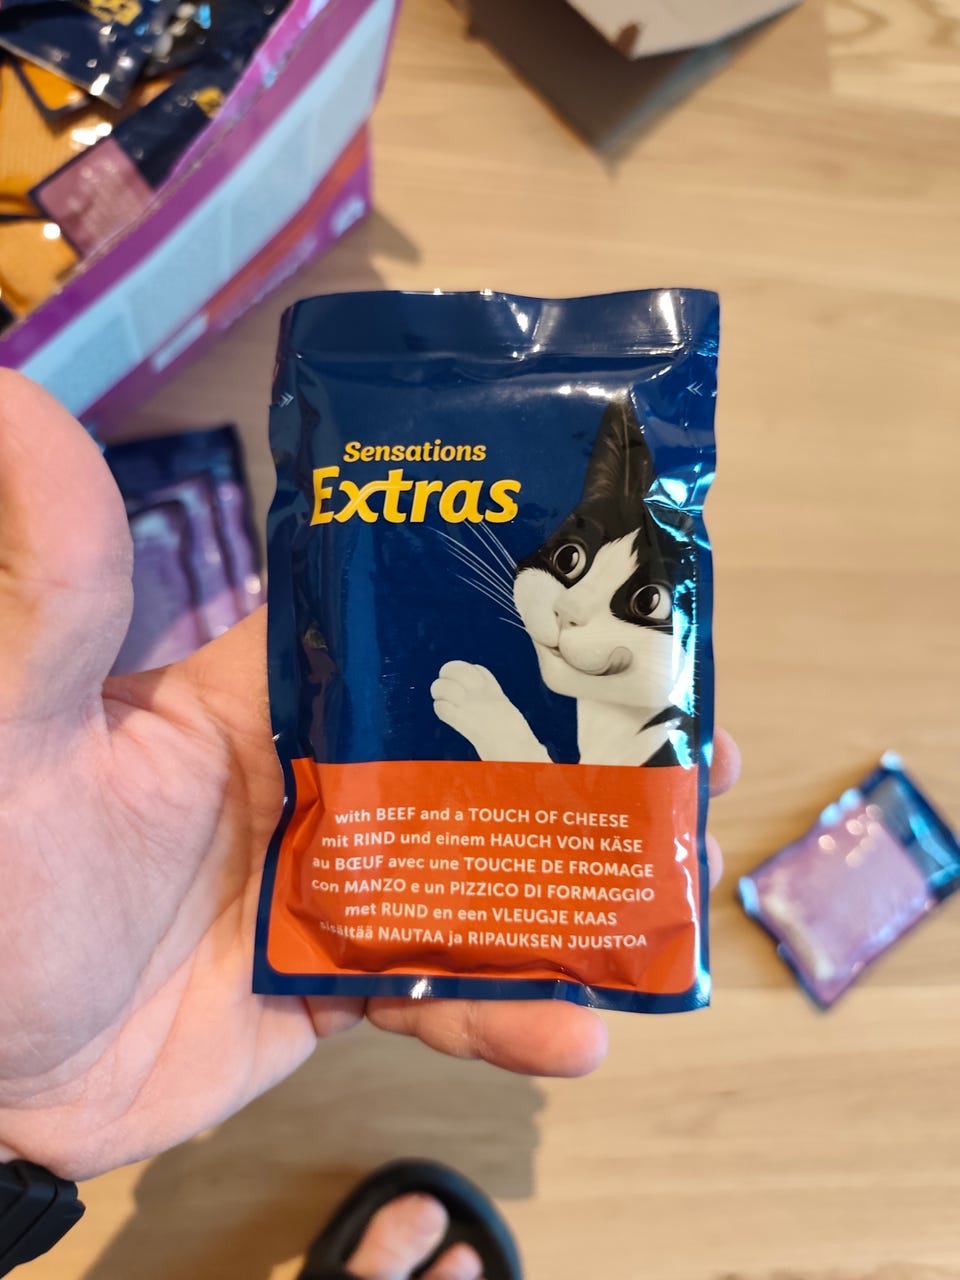 Sensations
Extras
with BEEF and a TOUCH OF CHEESE
mit RIND und einem HAUCH VON KÄSE
au BŒUF avec une TOUCHE DE FROMAGE
con MANZO e un PIZZICO DI FORMAGGIO
met RUND en een VLEUGJE KAAS
sisältää NAUTAA ja RIPAUKSEN JUUSTOA